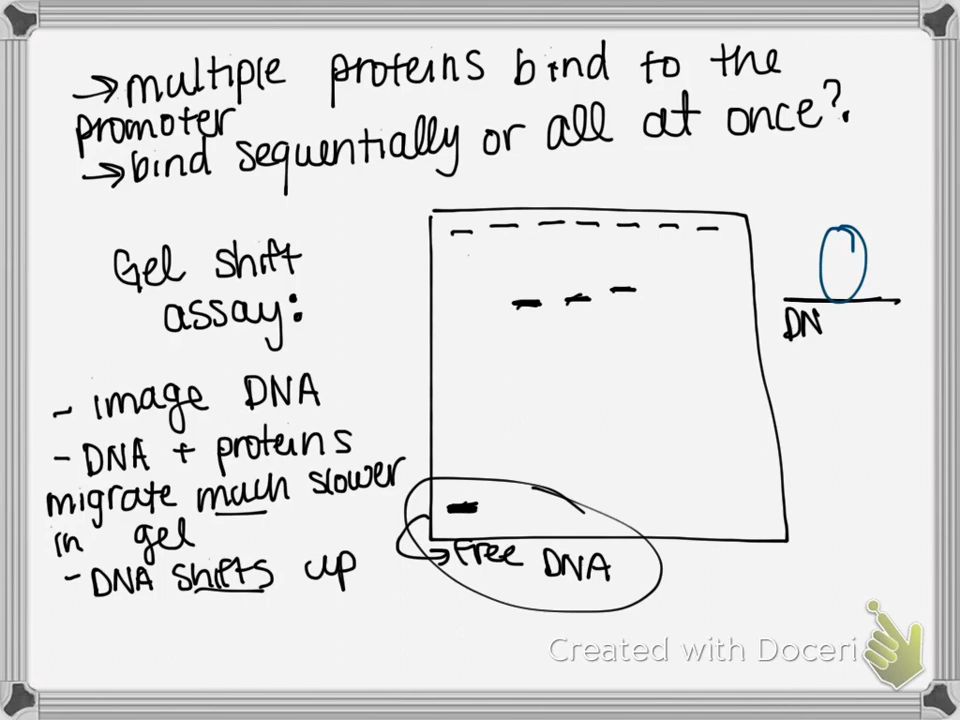 → multiple proteins bind to the
promoter
→ bind sequentially or all at once?
Gel shift
assay:
- image DNA
- DNA + proteins
migrate much slower
in gel
- DNA shifts up
→ Free DNA
DN
Created with Doceri